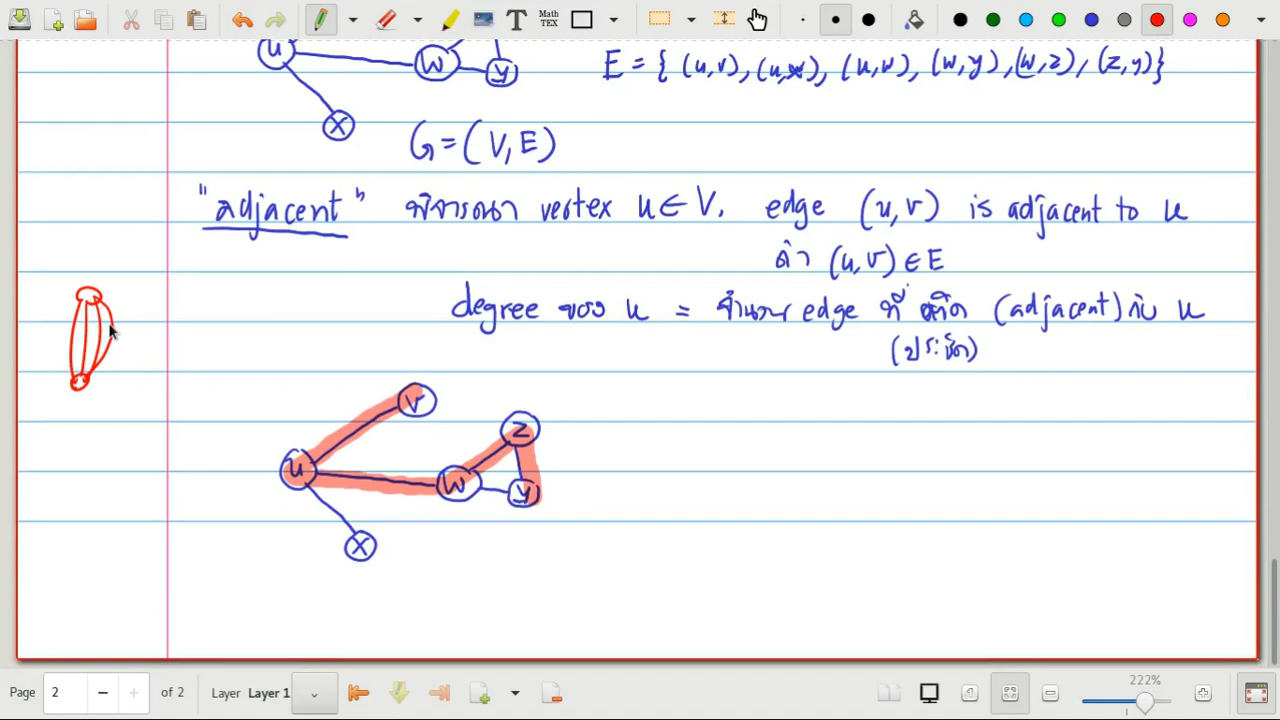 Math
TEX
T
u
w
y
x
E = { (u,v), (u,x), (u,w), (w,y), (w,z), (z,y)}
G = (V,E)
"adjacent" พิจารณา vertex u ∈ V. edge (u,v) is adjacent to u
ถ้า (u,v) ∈ E
degree ของ u = จำนวน edge ที่ ติด (adjacent) กับ u
(ประชิด)
v
z
u
w
y
x
Page 2 of 2 Layer Layer 1
222%